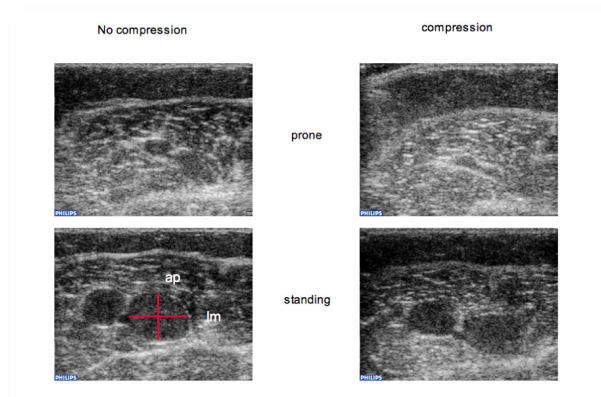 No compression
compression
prone
PHILIPS
PHILIPS
ap
lm
standing
PHILIPS
PHILIPS